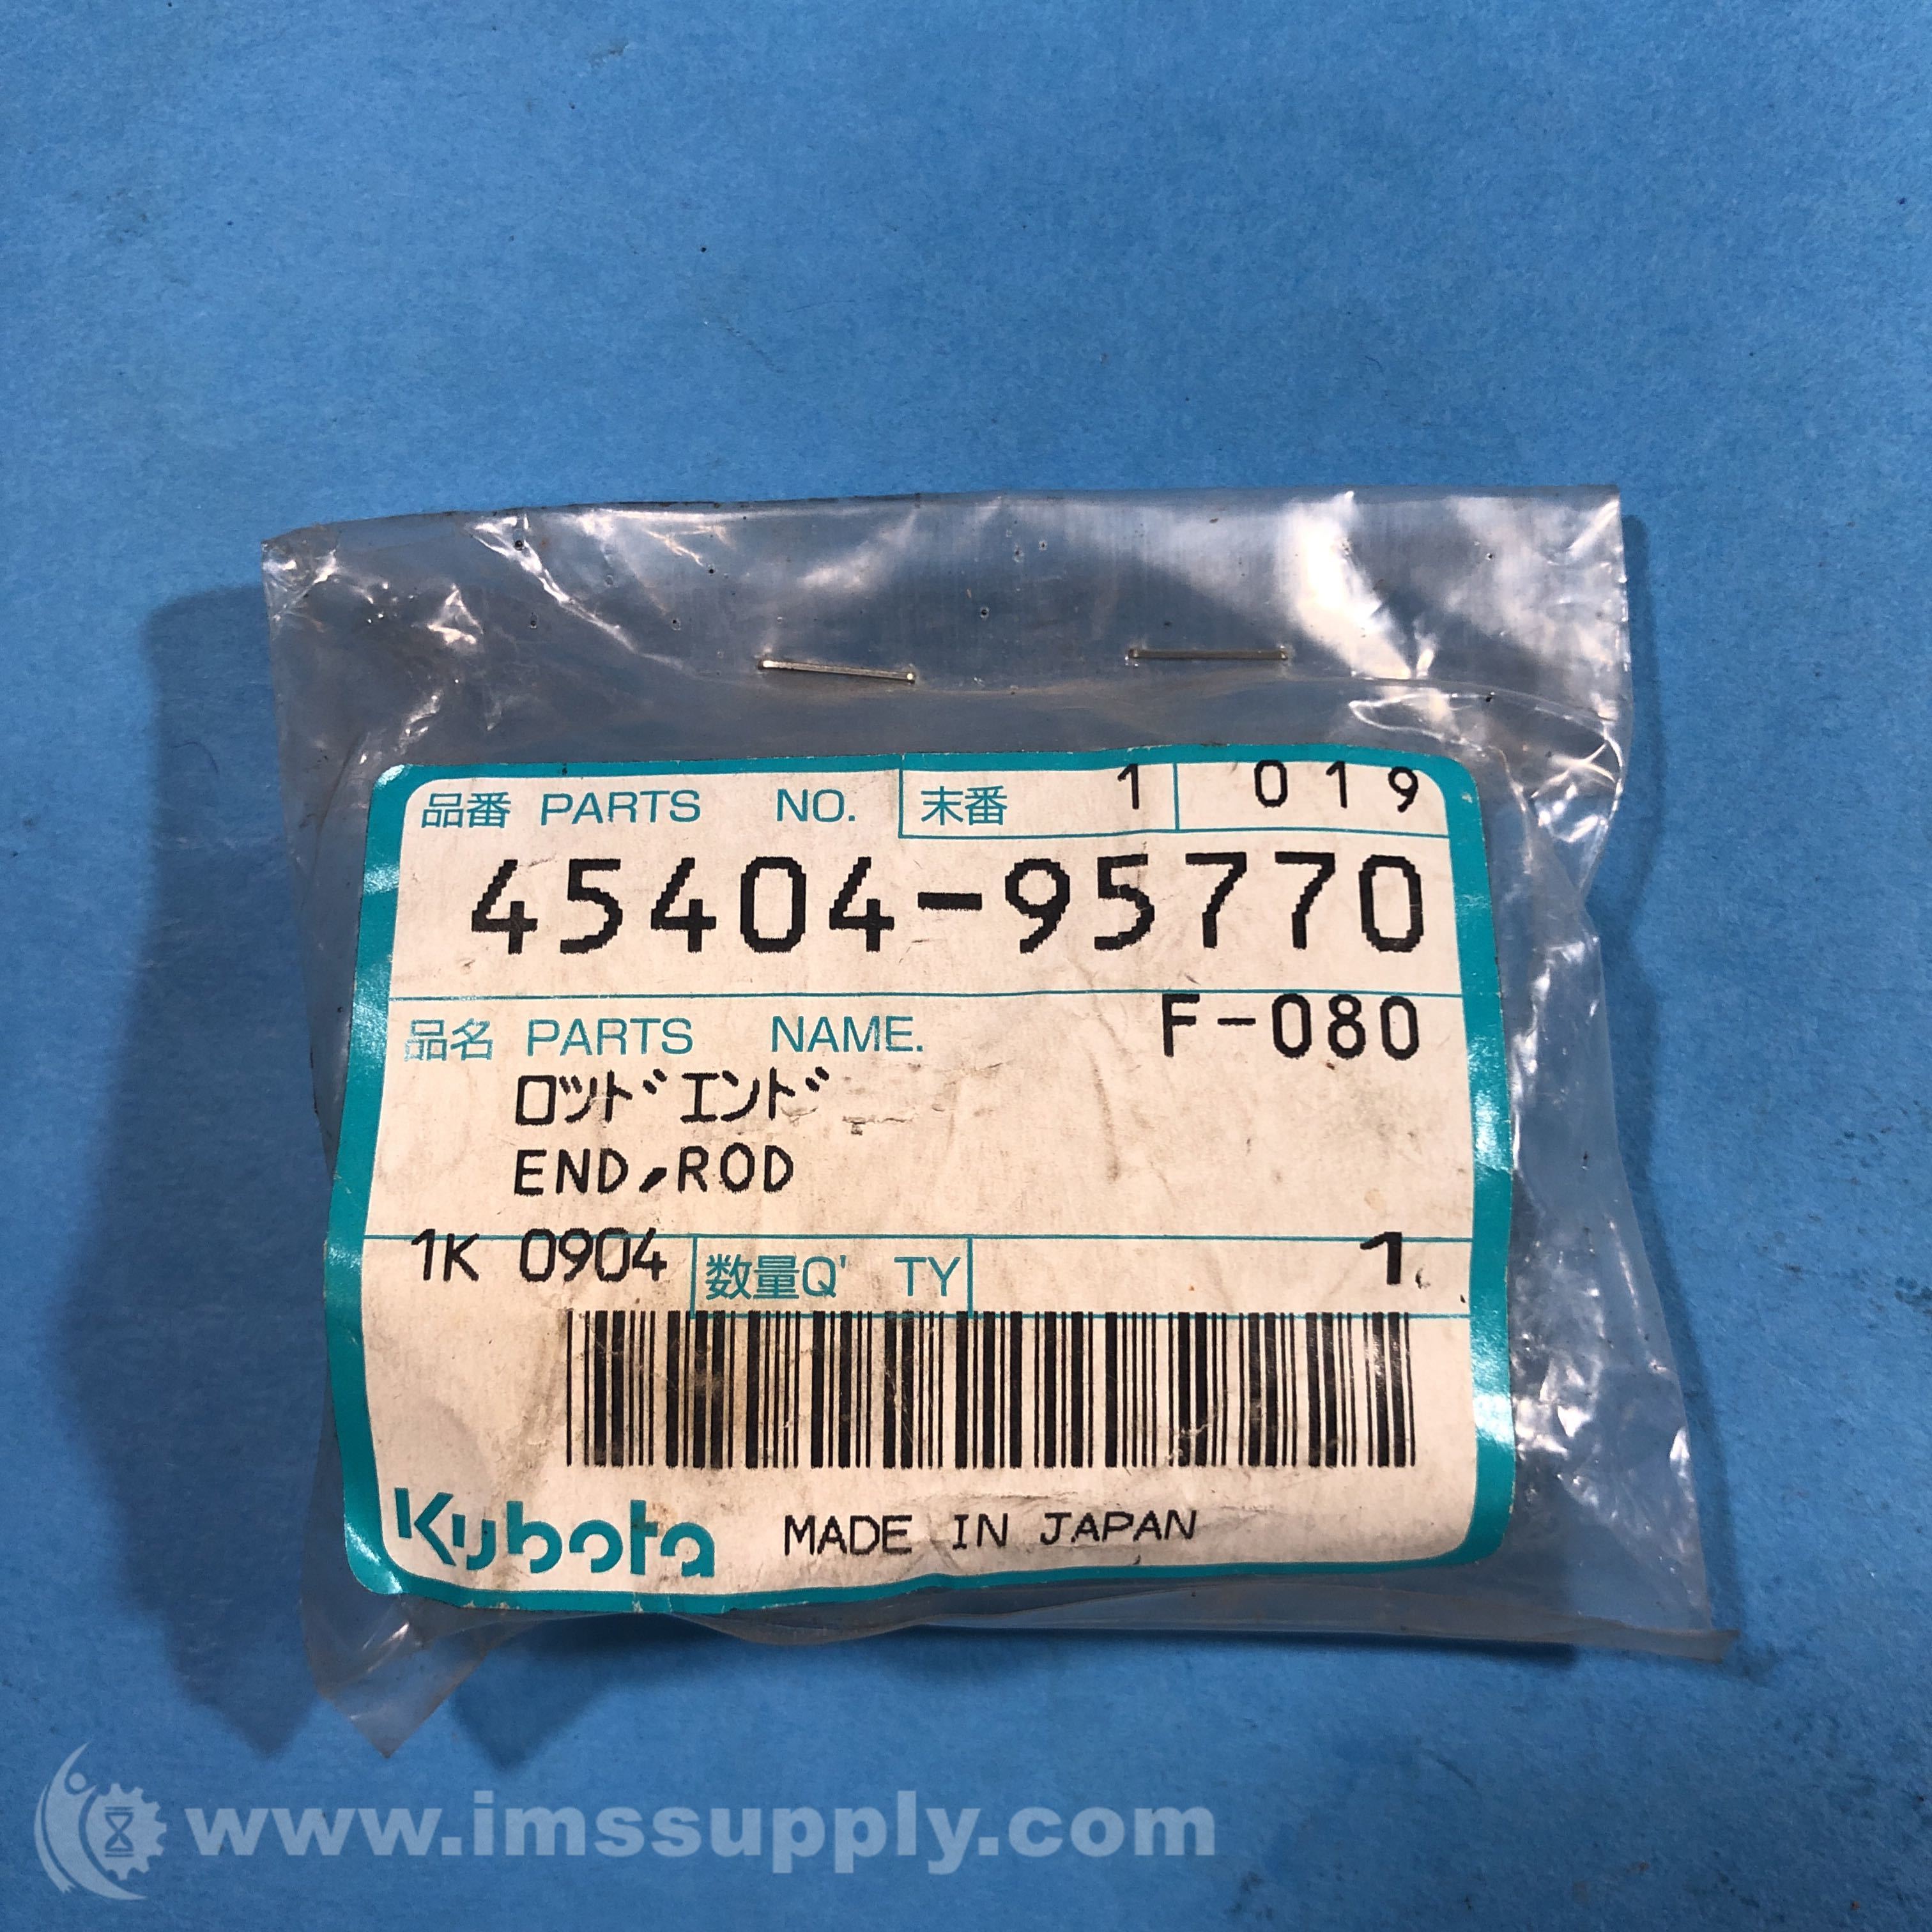 品番 PARTS NO. 末番 1 019
45404-95770
品名 PARTS NAME. F-080
ロッドエンド
END,ROD
1K 0904 数量Q'TY 1
Kubota MADE IN JAPAN
www.imssupply.com